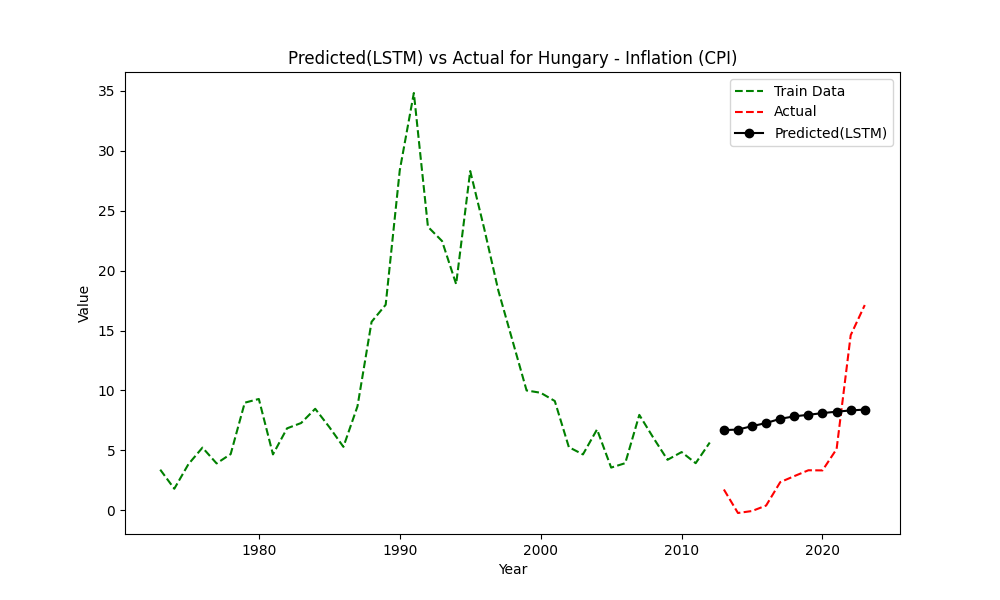 Predicted(LSTM) vs Actual for Hungary - Inflation (CPI)
Train Data
Actual
Predicted(LSTM)
35
30
25
20
15
10
5
0
Value
1980
1990
2000
2010
2020
Year